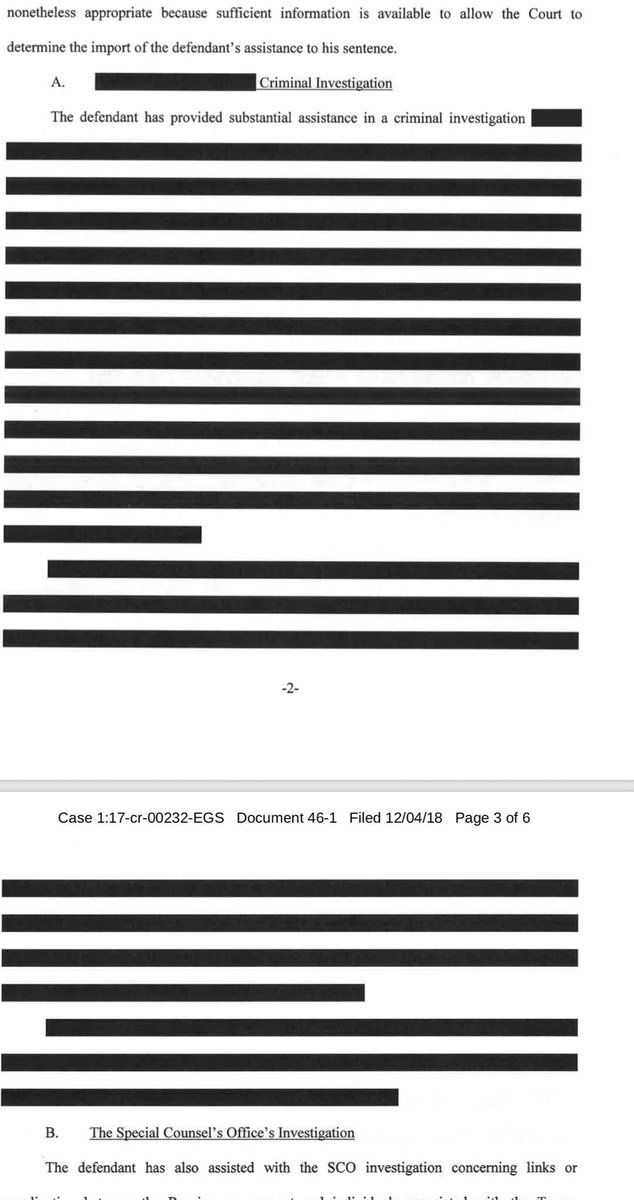 nonetheless appropriate because sufficient information is available to allow the Court to
determine the import of the defendant's assistance to his sentence.
A. Criminal Investigation
The defendant has provided substantial assistance in a criminal investigation
-2-
Case 1:17-cr-00232-EGS Document 46-1 Filed 12/04/18 Page 3 of 6
B. The Special Counsel's Office's Investigation
The defendant has also assisted with the SCO investigation concerning links or